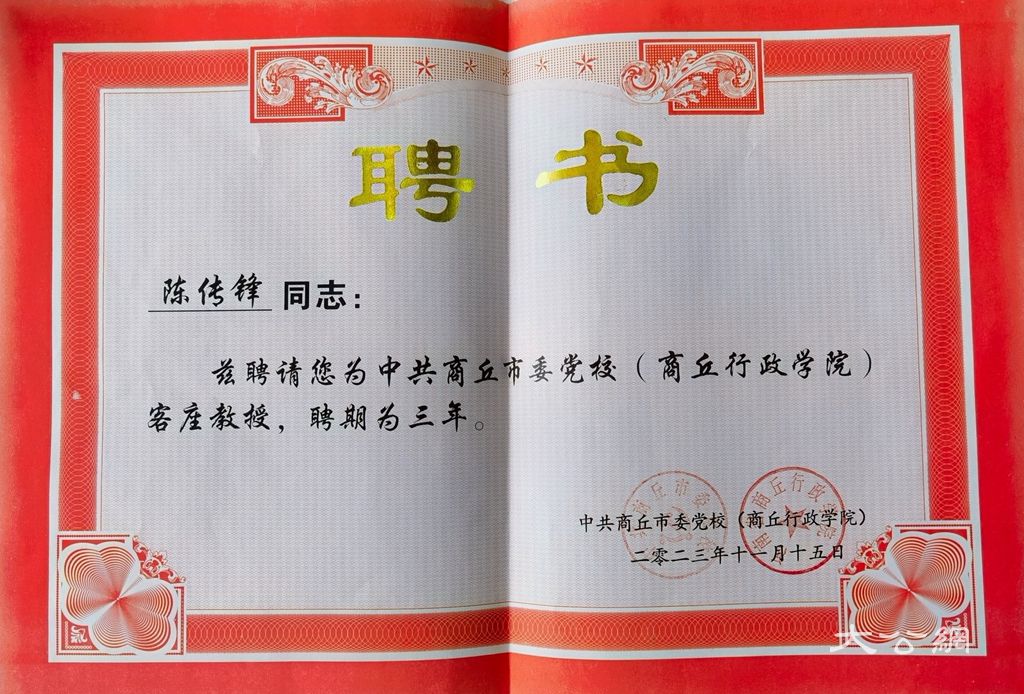 聘书
陈传锋 同志：
兹聘请您为中共商丘市委党校（商丘行政学院）
客座教授，聘期为三年。
中共商丘市委党校（商丘行政学院）
二零二三年十一月十五日
大公網